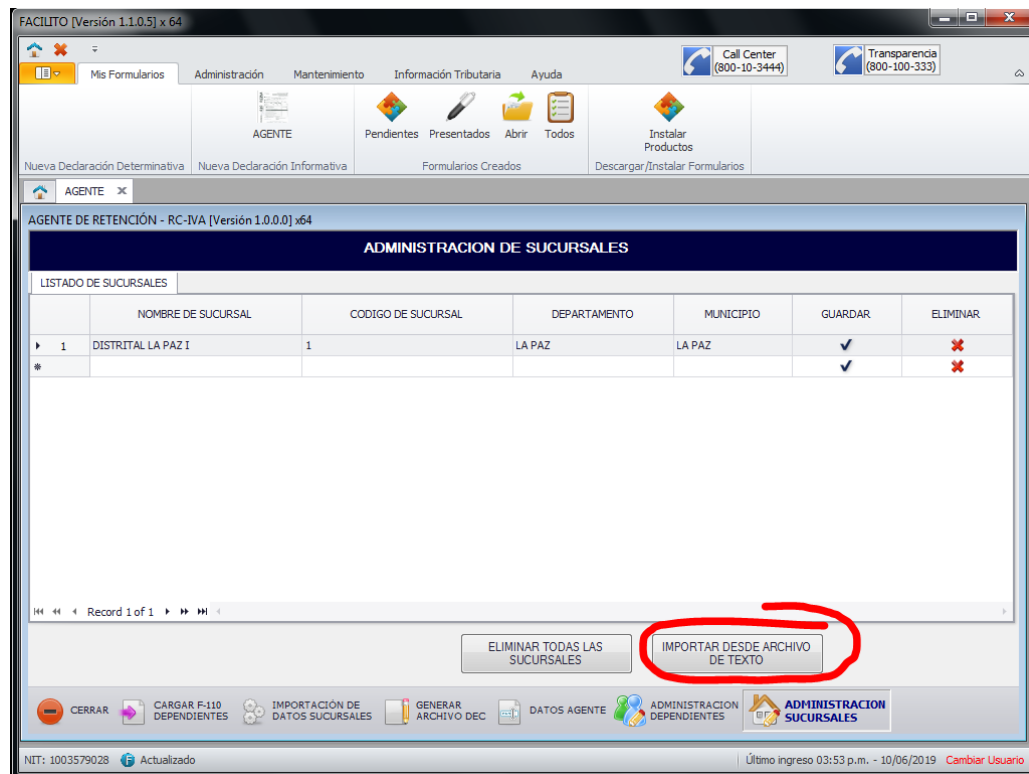 FACILITO [Versión 1.1.0.5] x 64
Call Center
(800-10-3444)
Transparencia
(800-100-333)
Mis Formularios Administración Mantenimiento Información Tributaria Ayuda
AGENTE
Pendientes Presentados Abrir Todos
Instalar
Productos
Nueva Declaración Determinativa Nueva Declaración Informativa Formularios Creados Descargar/Instalar Formularios
AGENTE
AGENTE DE RETENCIÓN - RC-IVA [Versión 1.0.0.0] x64
ADMINISTRACION DE SUCURSALES
LISTADO DE SUCURSALES
NOMBRE DE SUCURSAL CODIGO DE SUCURSAL DEPARTAMENTO MUNICIPIO GUARDAR ELIMINAR
1 DISTRITAL LA PAZ I 1 LA PAZ LA PAZ
Record 1 of 1
ELIMINAR TODAS LAS
SUCURSALES
IMPORTAR DESDE ARCHIVO
DE TEXTO
CERRAR
CARGAR F-110
DEPENDIENTES
IMPORTACIÓN DE
DATOS SUCURSALES
GENERAR
ARCHIVO DEC
DATOS AGENTE
ADMINISTRACION
DEPENDIENTES
ADMINISTRACION
SUCURSALES
NIT: 1003579028 Actualizado Último ingreso 03:53 p.m. - 10/06/2019 Cambiar Usuario